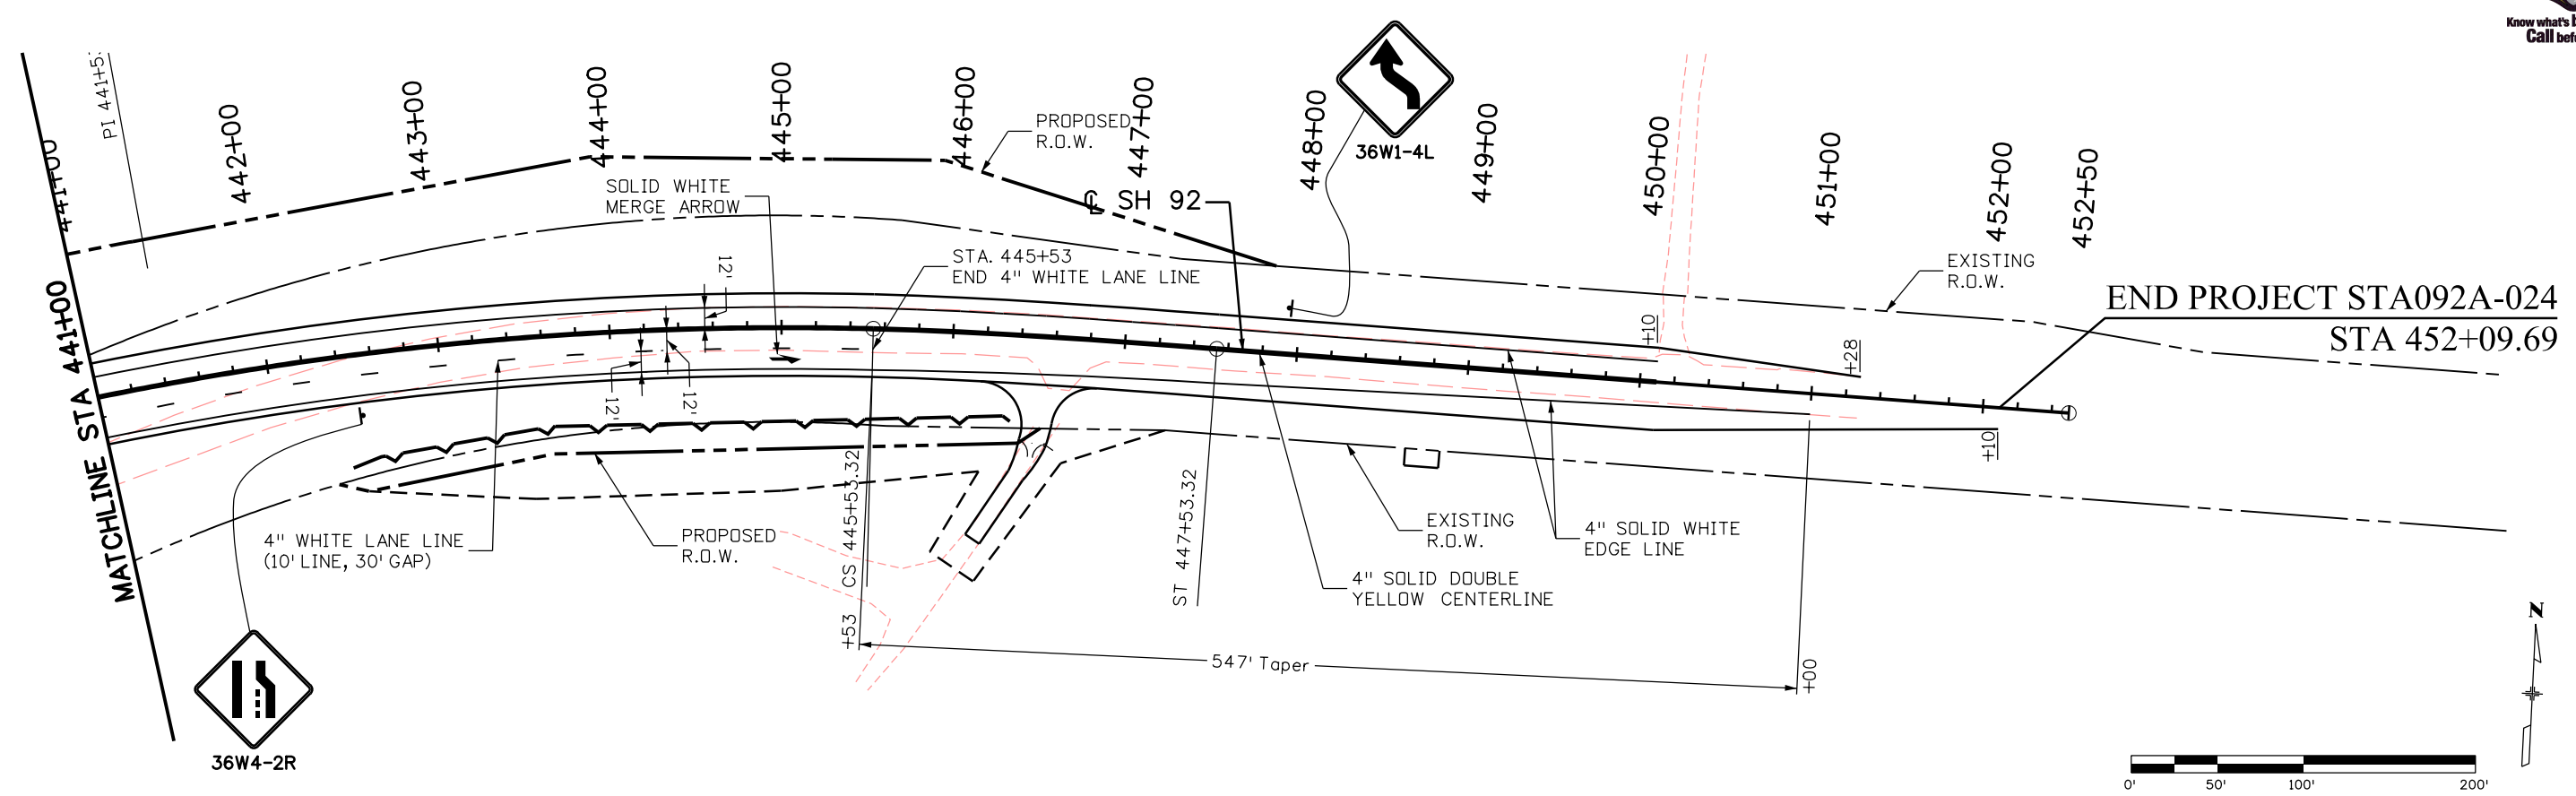 Know what's
Call
PI 441+5
441+00
442+00
443+00
444+00
445+00
446+00
447+00
448+00
449+00
450+00
451+00
452+00
452+50
36W1-4L
PROPOSED
R.O.W.
℄ SH 92
SOLID WHITE
MERGE ARROW
12'
STA. 445+53
END 4" WHITE LANE LINE
EXISTING
R.O.W.
END PROJECT STA092A-024
STA 452+09.69
+10
+28
MATCHLINE STA 441+00
12'
12'
+10
4" WHITE LANE LINE
(10' LINE, 30' GAP)
PROPOSED
R.O.W.
+53
CS 445+53.32
ST 447+53.32
EXISTING
R.O.W.
4" SOLID WHITE
EDGE LINE
4" SOLID DOUBLE
YELLOW CENTERLINE
547' Taper
+00
36W4-2R
N
0'
50'
100'
200'